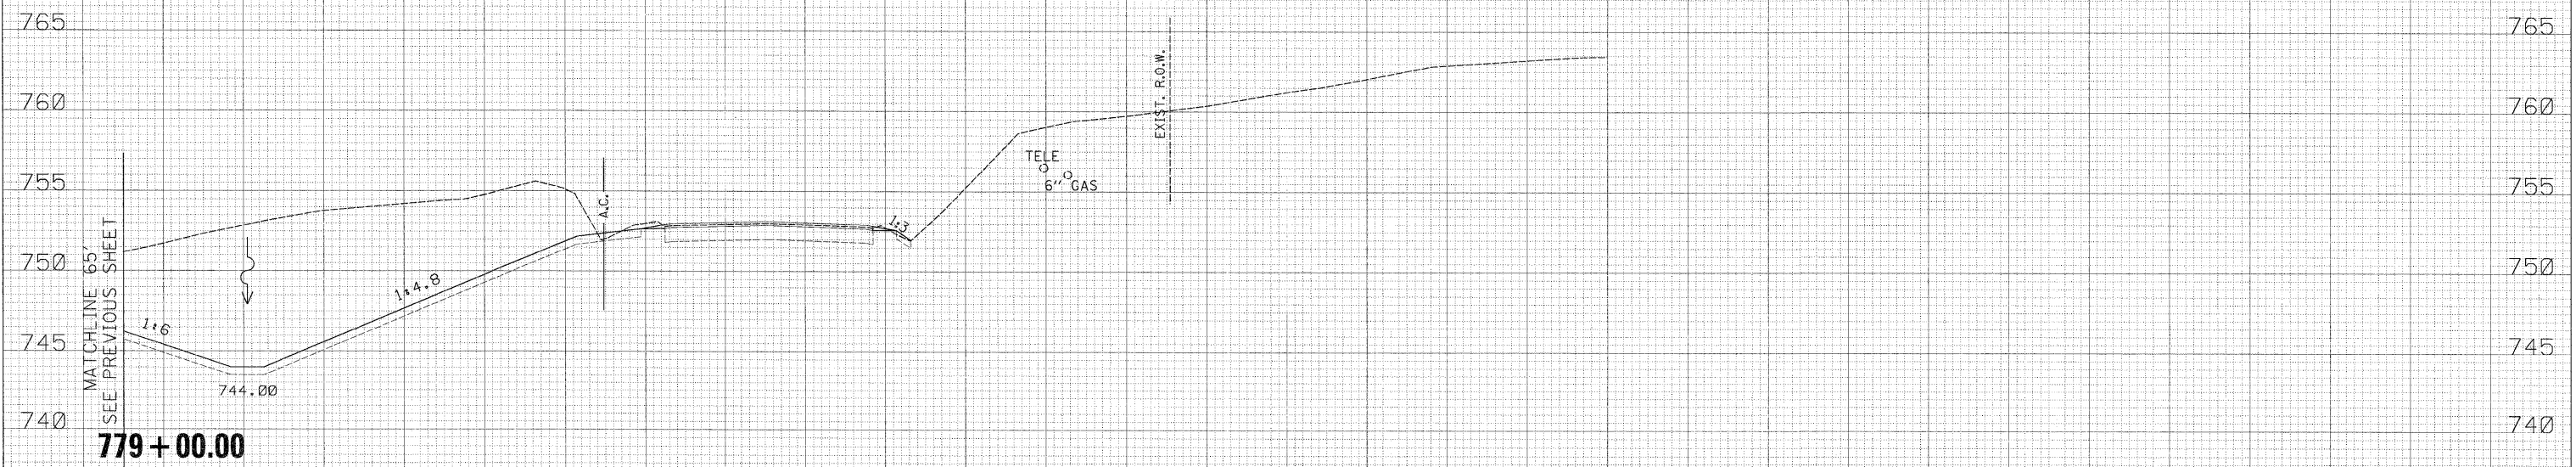 765
765
EXIST. R.O.W.
760
760
TELE
6" GAS
755
755
A.C.
1:3
MATCHLINE 65'
SEE PREVIOUS SHEET
750
750
1:4.8
1:6
745
745
744.00
740
740
779+00.00